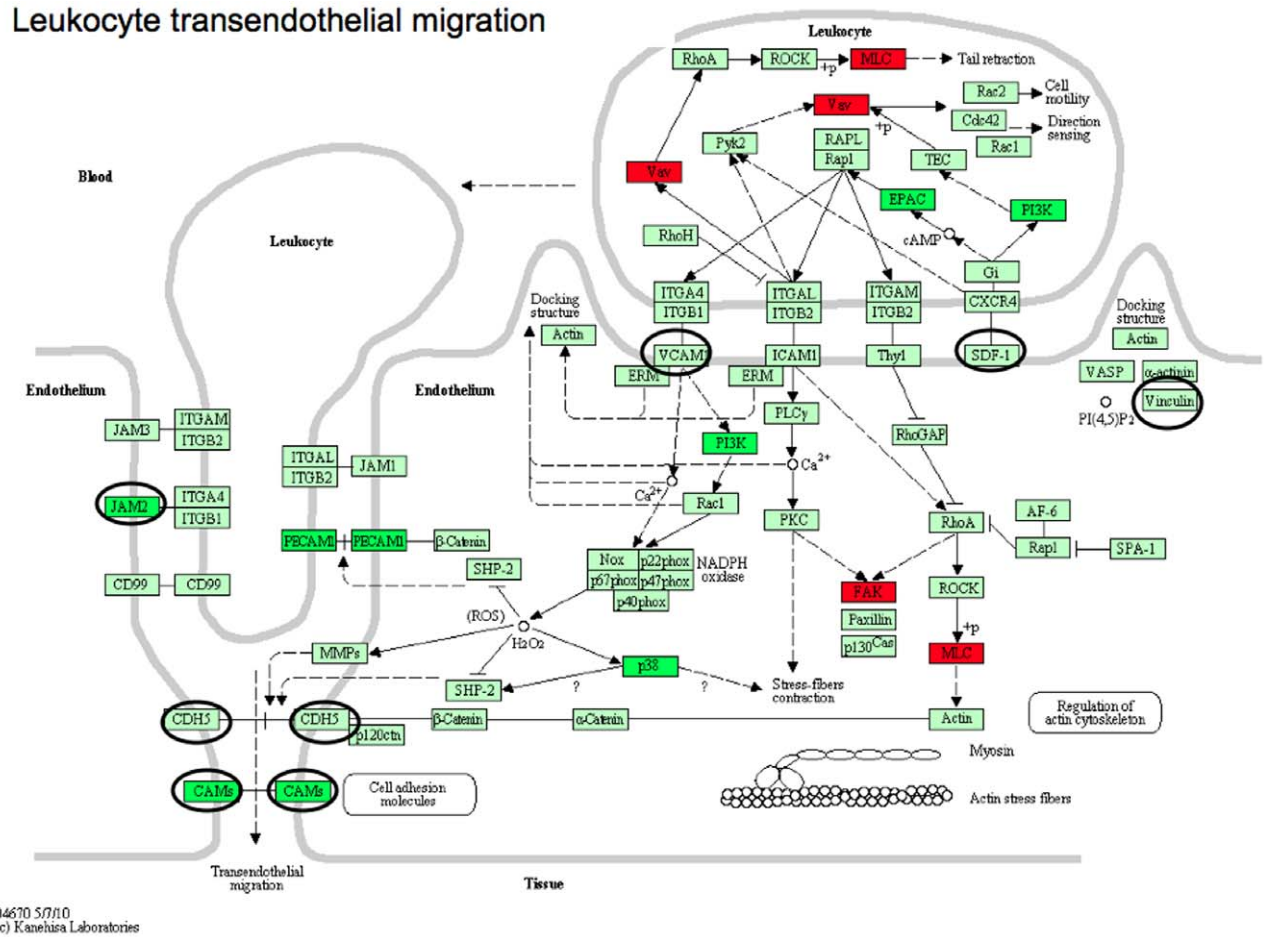 Leukocyte transendothelial migration
Leukocyte
RhoA
ROCK
+p
MLC
Tail retraction
Rac2
Cell
motility
Vav
+p
Cdc42
Direction
sensing
Rac1
Pyk2
RAPL
Rap1
TEC
Vav
EPAC
PI3K
cAMP
RhoH
Gi
Blood
Leukocyte
ITGA4
ITGB1
ITGAL
ITGB2
ITGAM
ITGB2
CXCR4
Docking
structure
Actin
Docking
structure
Actin
VCAM1
ICAM1
Thy1
SDF-1
ERM
ERM
VASP
α-actinin
Vinculin
PI(4,5)P2
Endothelium
Endothelium
JAM3
ITGAM
ITGB2
PLCγ
RhoGAP
PI3K
ITGAL
ITGB2
JAM1
Ca2+
Ca2+
Rac1
JAM2
ITGA4
ITGB1
PKC
RhoA
AF-6
Rap1
SPA-1
PECAM1
PECAM1
β-Catenin
SHP-2
Nox
p22phox
p67phox
p47phox
p40phox
NADPH
oxidase
CD99
CD99
FAK
Paxillin
p130Cas
ROCK
+p
MLC
(ROS)
H2O2
MMPs
p38
SHP-2
?
?
Stress-fibers
contraction
CDH5
CDH5
p120ctn
β-Catenin
α-Catenin
Actin
Regulation of
actin cytoskeleton
Myosin
Actin stress fibers
CAMs
CAMs
Cell adhesion
molecules
Transendothelial
migration
Tissue
04670 5/7/10
c) Kanehisa Laboratories